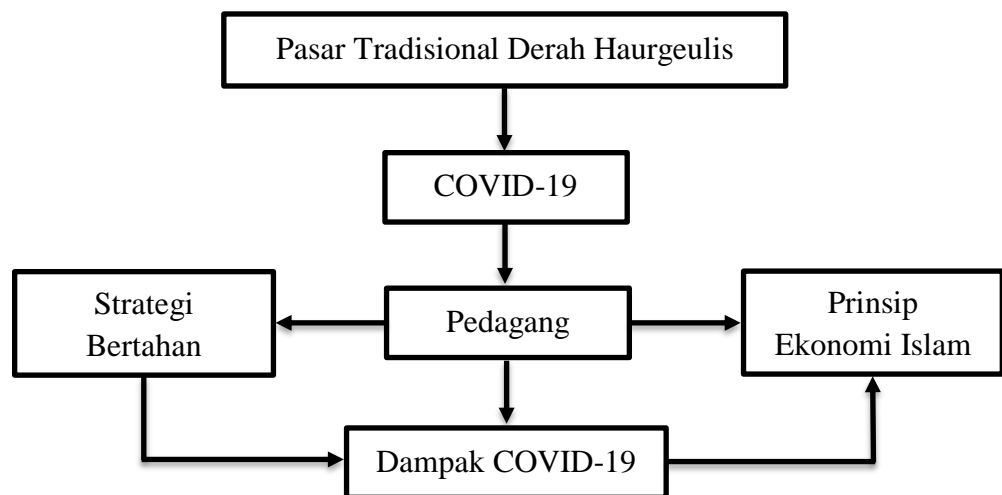 Pasar Tradisional Derah Haurgeulis
COVID-19
Strategi
Bertahan
Pedagang
Prinsip
Ekonomi Islam
Dampak COVID-19